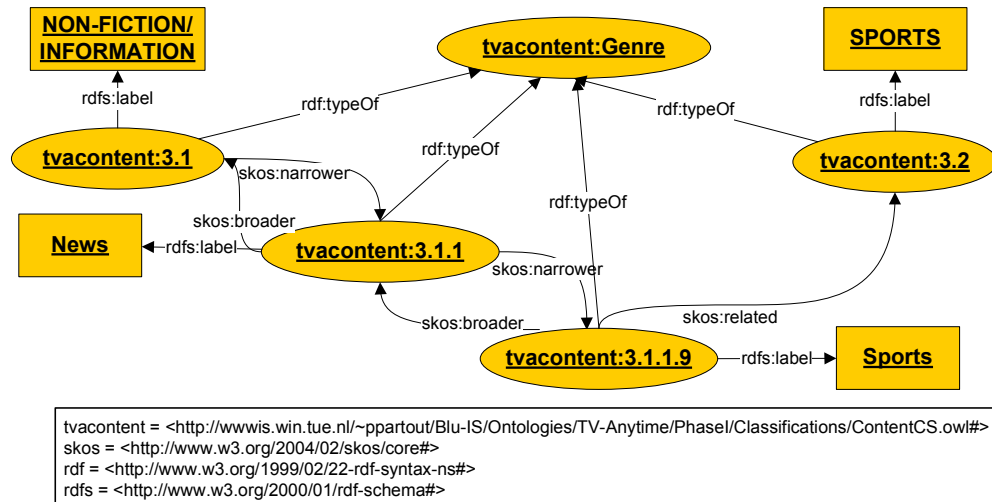 NON-FICTION/
INFORMATION
tvacontent:Genre
SPORTS
rdfs:label
rdf:typeOf
rdf:typeOf
rdfs:label
tvacontent:3.1
rdf:typeOf
tvacontent:3.2
skos:narrower
skos:broader
rdf:typeOf
News
rdfs:label
tvacontent:3.1.1
skos:narrower
skos:broader
skos:related
tvacontent:3.1.1.9
rdfs:label
Sports
tvacontent = <http://wwwis.win.tue.nl/~ppartout/Blu-IS/Ontologies/TV-Anytime/PhaseI/Classifications/ContentCS.owl#>
skos = <http://www.w3.org/2004/02/skos/core#>
rdf = <http://www.w3.org/1999/02/22-rdf-syntax-ns#>
rdfs = <http://www.w3.org/2000/01/rdf-schema#>